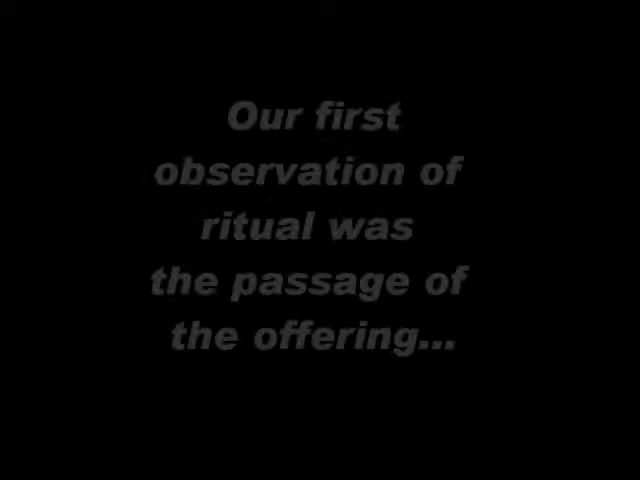 Our first
observation of
ritual was
the passage of
the offering...